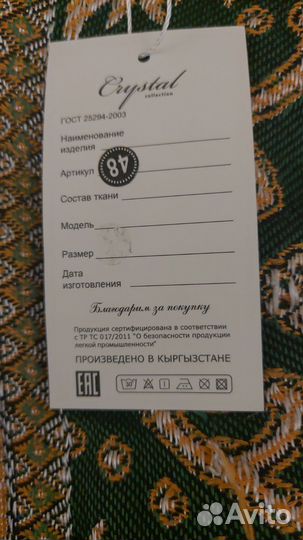 Crystal
collection
ГОСТ 25294-2003
Наименование
изделия
Артикул 48
Состав ткани
Модель
Размер
Дата
изготовления
Благодарим за покупку
Продукция сертифицирована в соответствии
с ТР ТС 017/2011 "О безопасности продукции
легкой промышленности"
ПРОИЗВЕДЕНО В КЫРГЫЗСТАНЕ
EAC 30
Avito